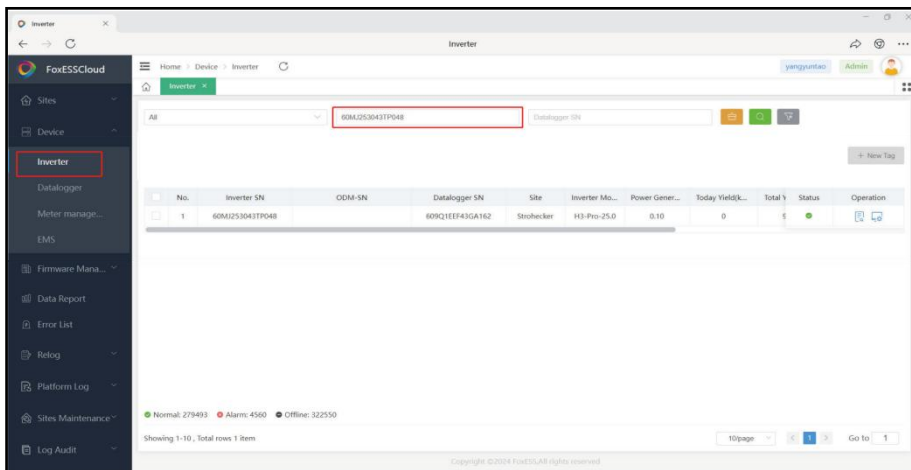 Inverter
Inverter
FoxESSCloud
Home > Device > Inverter
yangyuntao
Admin
Inverter ×
Sites
Device
Inverter
Datalogger
Meter manage...
EMS
Firmware Mana...
Data Report
Error List
Relog
Platform Log
Sites Maintenance
Log Audit
All
60MJ253043TP048
Datalogger SN
+ New Tag
No. Inverter SN ODM-SN Datalogger SN Site Inverter Mo... Power Gener... Today Yield(k... Total Y Status Operation
1 60MJ253043TP048 609Q1EEF43GA162 Strohecker H3-Pro-25.0 0.10 0
Normal: 279493 Alarm: 4560 Offline: 322550
Showing 1-10 , Total rows 1 item
10/page
< 1 >
Go to 1
Copyright ©2024 FoxESS.All rights reserved.